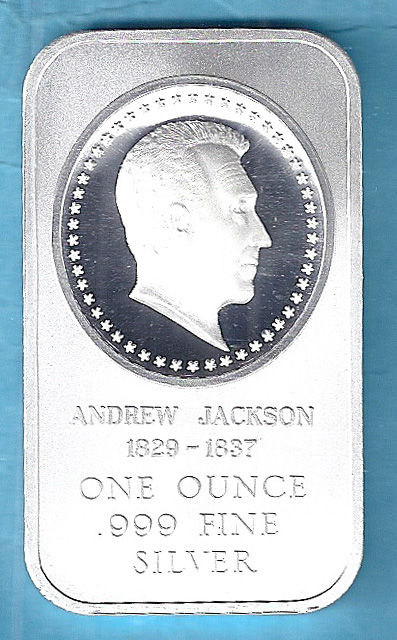 ANDREW JACKSON
1829-1837
ONE OUNCE
.999 FINE
SILVER